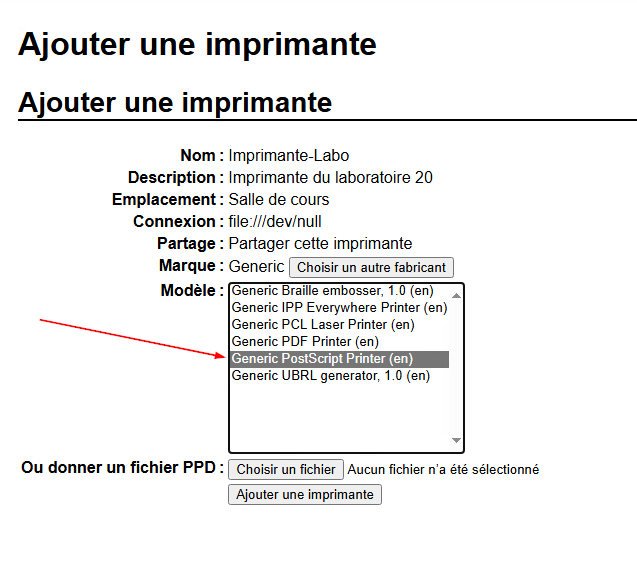 Ajouter une imprimante
Ajouter une imprimante
Nom : Imprimante-Labo
Description : Imprimante du laboratoire 20
Emplacement : Salle de cours
Connexion : file:///dev/null
Partage : Partager cette imprimante
Marque : Generic Choisir un autre fabricant
Modèle : Generic Braille embosser, 1.0 (en)
Generic IPP Everywhere Printer (en)
Generic PCL Laser Printer (en)
Generic PDF Printer (en)
Generic PostScript Printer (en)
Generic UBRL generator, 1.0 (en)
Ou donner un fichier PPD : Choisir un fichier Aucun fichier n’a été sélectionné
Ajouter une imprimante